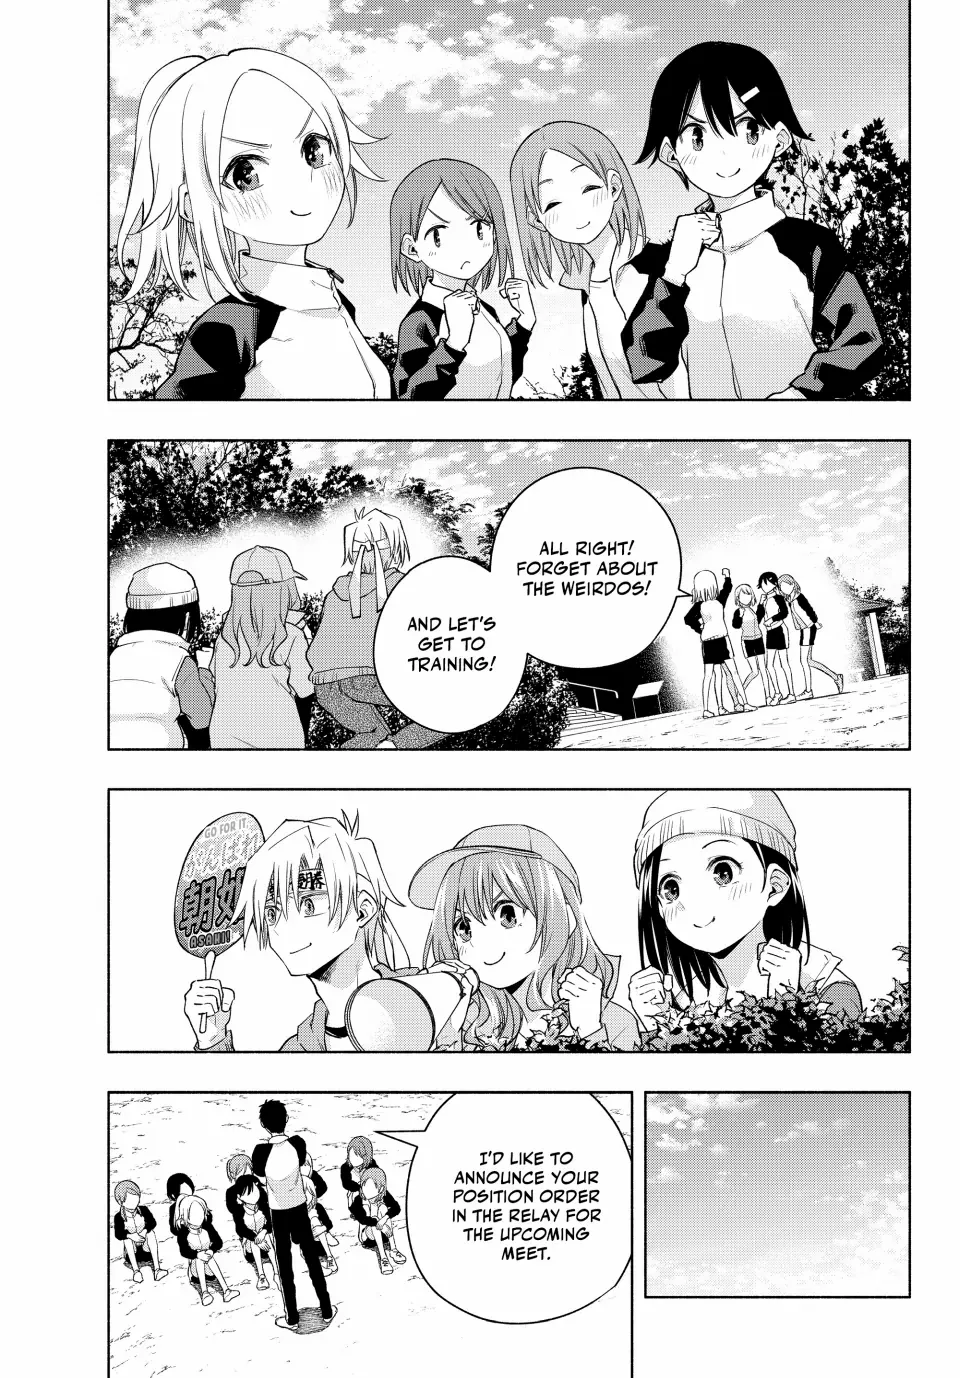 ALL RIGHT!
FORGET ABOUT
THE WEIRDOS!
AND LET'S
GET TO
TRAINING!
GO FOR IT
がんばれ
朝妃
ASAHI!
I'D LIKE TO
ANNOUNCE YOUR
POSITION ORDER
IN THE RELAY FOR
THE UPCOMING
MEET.